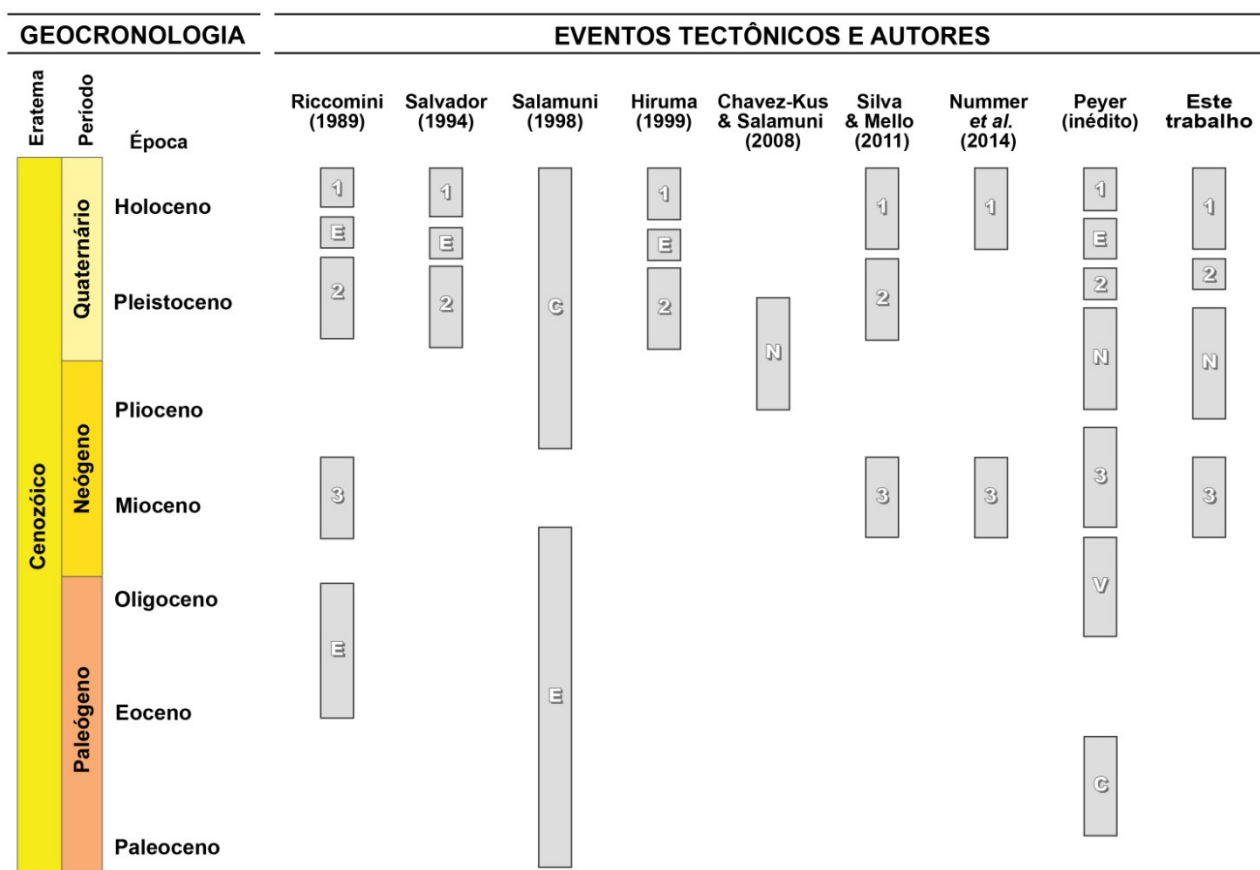 GEOCRONOLOGIA
EVENTOS TECTÔNICOS E AUTORES
Eratema
Período
Época
Riccomini
(1989)
Salvador
(1994)
Salamuni
(1998)
Hiruma
(1999)
Chavez-Kus
& Salamuni
(2008)
Silva
& Mello
(2011)
Nummer
et al.
(2014)
Peyer
(inédito)
Este
trabalho
Cenozóico
Quaternário
Neógeno
Paleógeno
Holoceno
Pleistoceno
Plioceno
Mioceno
Oligoceno
Eoceno
Paleoceno
1
E
2
3
E
1
E
2
C
E
1
E
2
N
1
2
3
1
3
1
E
2
N
3
V
C
1
2
N
3